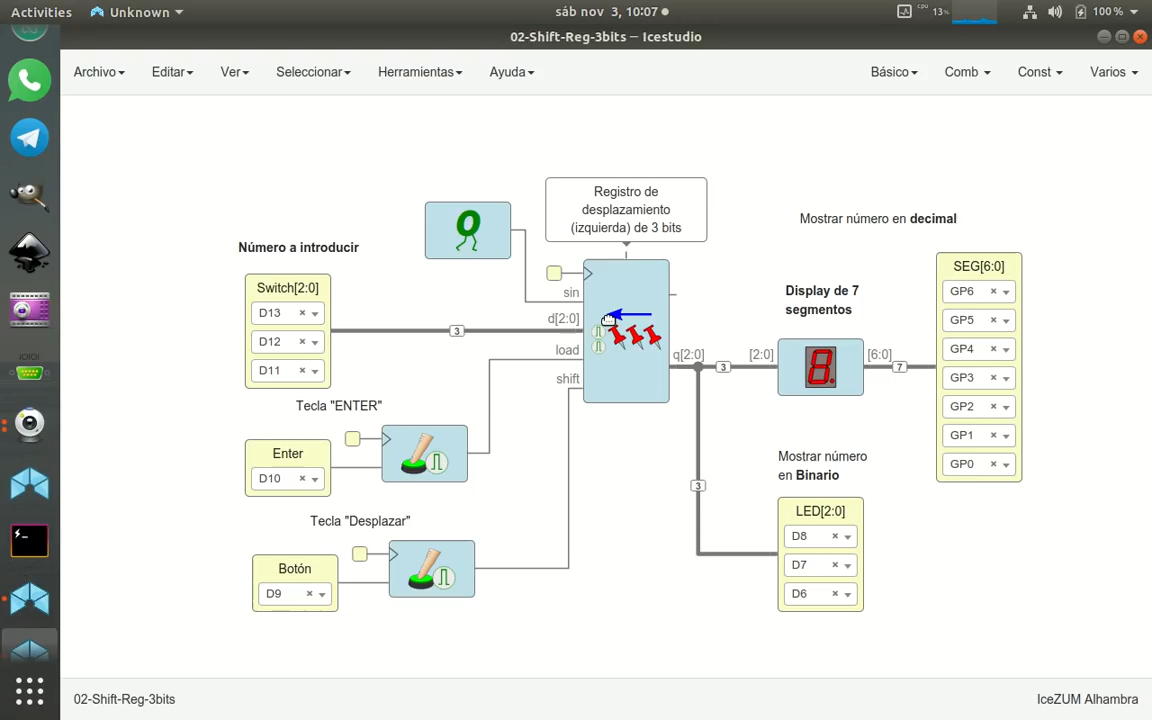 Activities
Unknown
sáb nov 3, 10:07
cpu 13%
100 %
02-Shift-Reg-3bits – Icestudio
Archivo
Editar
Ver
Seleccionar
Herramientas
Ayuda
Básico
Comb
Const
Varios
Registro de
desplazamiento
(izquierda) de 3 bits
0
Número a introducir
Switch[2:0]
D13
D12
D11
3
sin
d[2:0]
load
shift
q[2:0]
3
[2:0]
[6:0]
7
Mostrar número en decimal
Display de 7
segmentos
8.
SEG[6:0]
GP6
GP5
GP4
GP3
GP2
GP1
GP0
Tecla "ENTER"
Enter
D10
Tecla "Desplazar"
Botón
D9
Mostrar número
en Binario
3
LED[2:0]
D8
D7
D6
02-Shift-Reg-3bits
IceZUM Alhambra